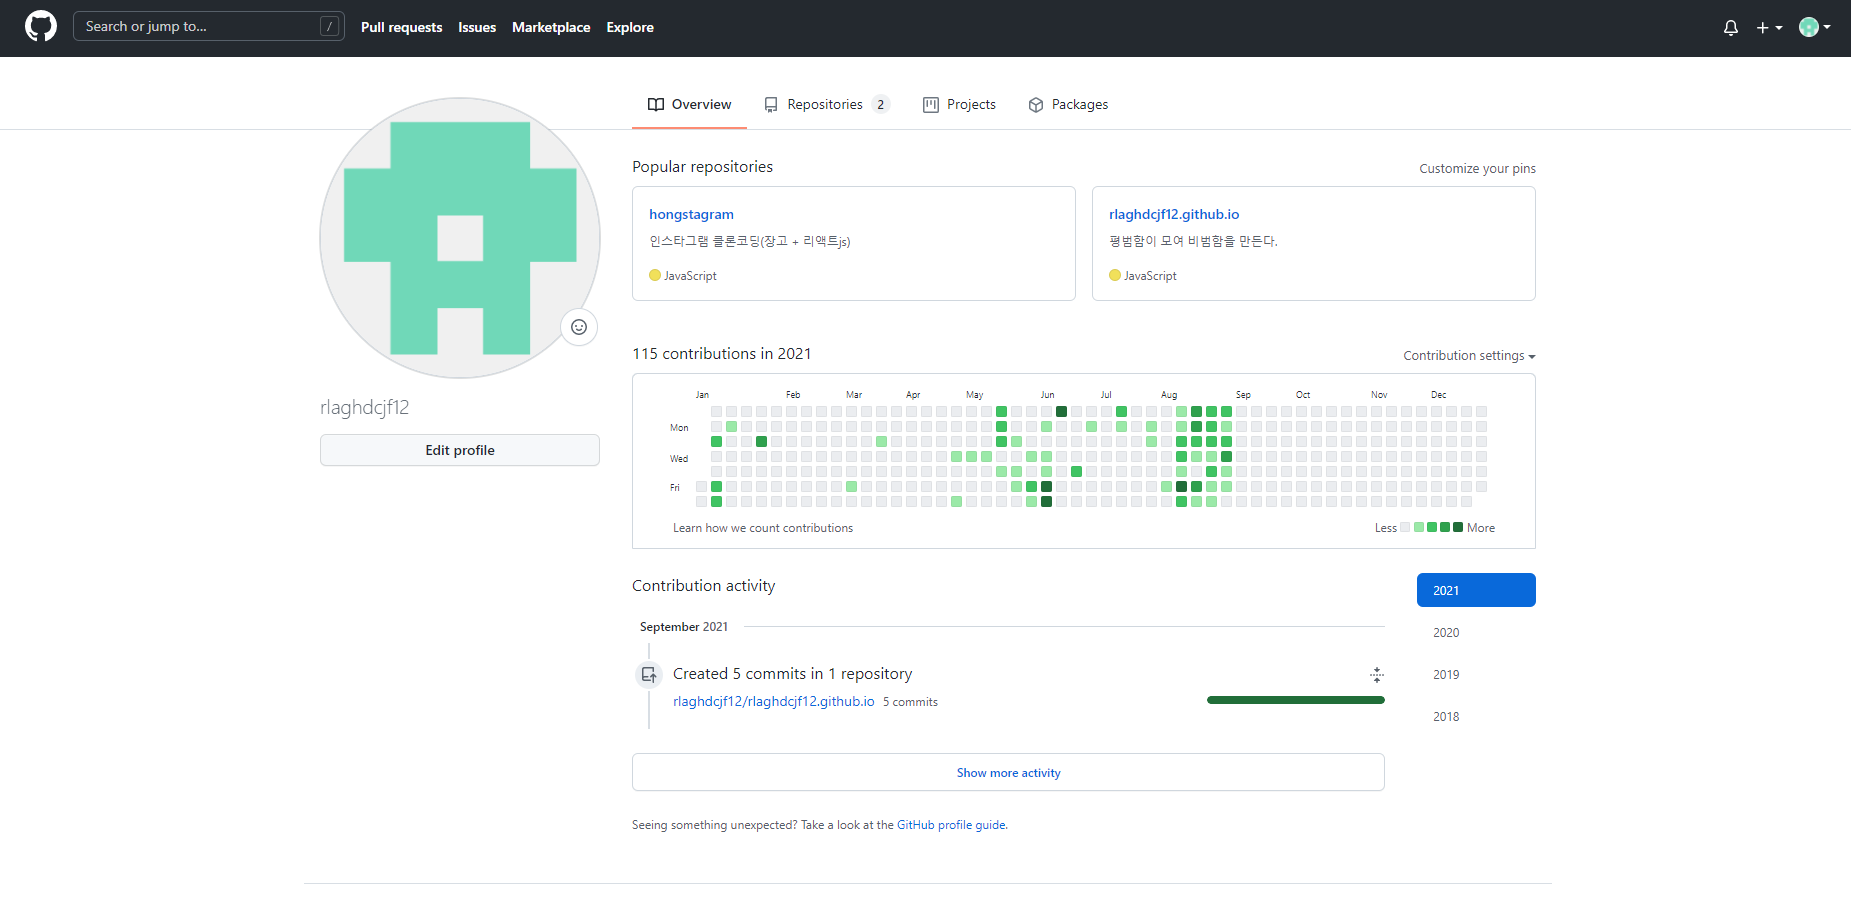 Search or jump to... /
Pull requests Issues Marketplace Explore
Overview Repositories 2 Projects Packages
Popular repositories
Customize your pins
hongstagram
인스타그램 클론코딩(장고 + 리액트js)
JavaScript
rlaghdcjf12.github.io
평범함이 모여 비범함을 만든다.
JavaScript
rlaghdcjf12
Edit profile
115 contributions in 2021
Contribution settings
Jan Feb Mar Apr May Jun Jul Aug Sep Oct Nov Dec
Mon
Wed
Fri
Learn how we count contributions
Less More
Contribution activity
2021
2020
2019
2018
September 2021
Created 5 commits in 1 repository
rlaghdcjf12/rlaghdcjf12.github.io 5 commits
Show more activity
Seeing something unexpected? Take a look at the GitHub profile guide.